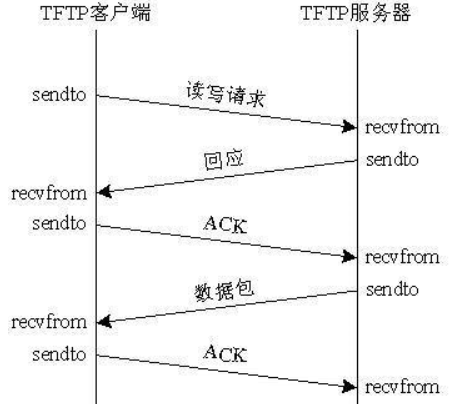 TFTP客户端 TFTP服务器
sendto 读写请求
recvfrom
回应 sendto
recvfrom
sendto ACK
recvfrom
数据包 sendto
recvfrom
sendto ACK
recvfrom